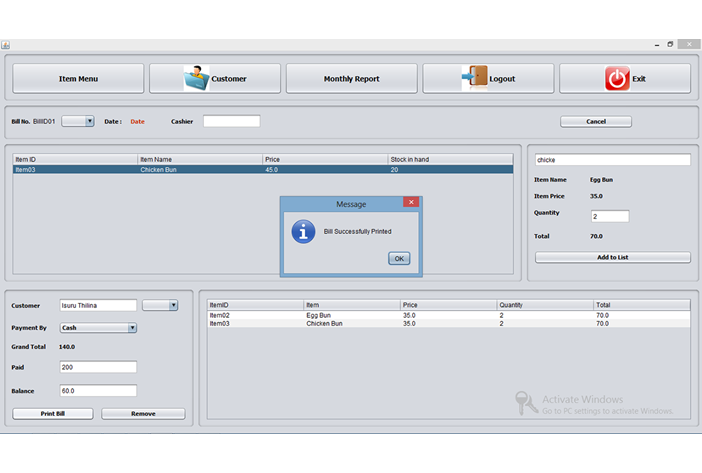 Item Menu Customer Monthly Report Logout Exit
Bill No. BillID01 Date : Date Cashier Cancel
Item ID Item Name Price Stock in hand
Item03 Chicken Bun 45.0 20
chicke
Item Name Egg Bun
Item Price 35.0
Quantity 2
Total 70.0
Add to List
Message
Bill Successfully Printed
OK
Customer Isuru Thilina
Payment By Cash
Grand Total 140.0
Paid 200
Balance 60.0
Print Bill Remove
ItemID Item Price Quantity Total
Item02 Egg Bun 35.0 2 70.0
Item03 Chicken Bun 35.0 2 70.0
Activate Windows
Go to PC settings to activate Windows.